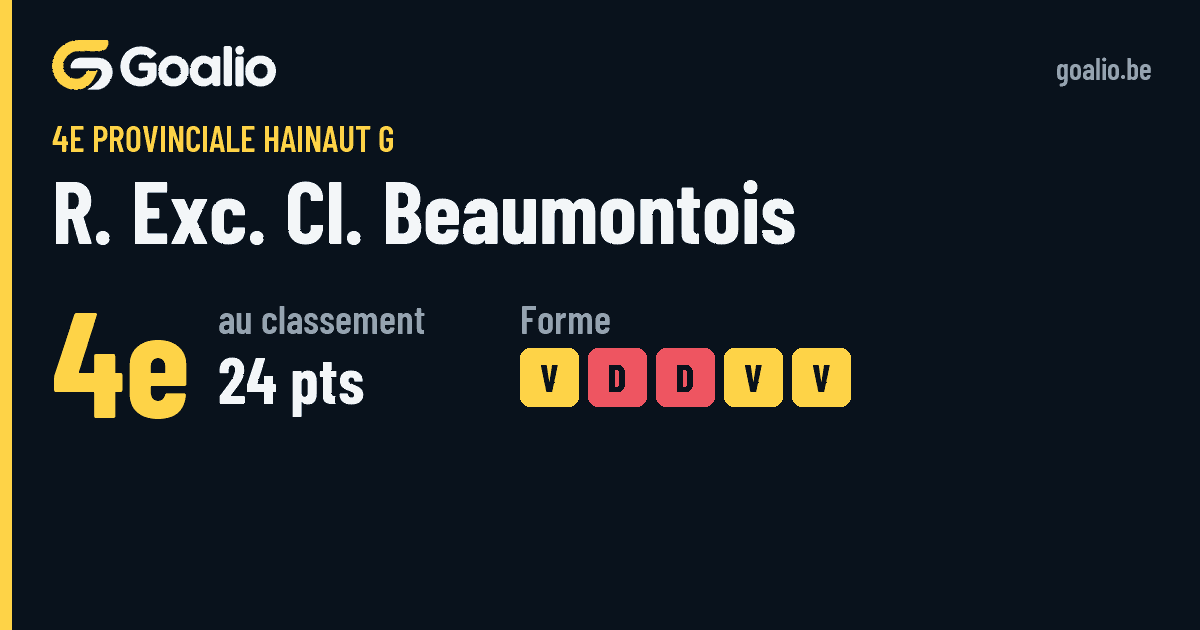 Goalio
goalio.be
4E PROVINCIALE HAINAUT G
R. Exc. Cl. Beaumontois
4e
au classement
24 pts
Forme
V D D V V